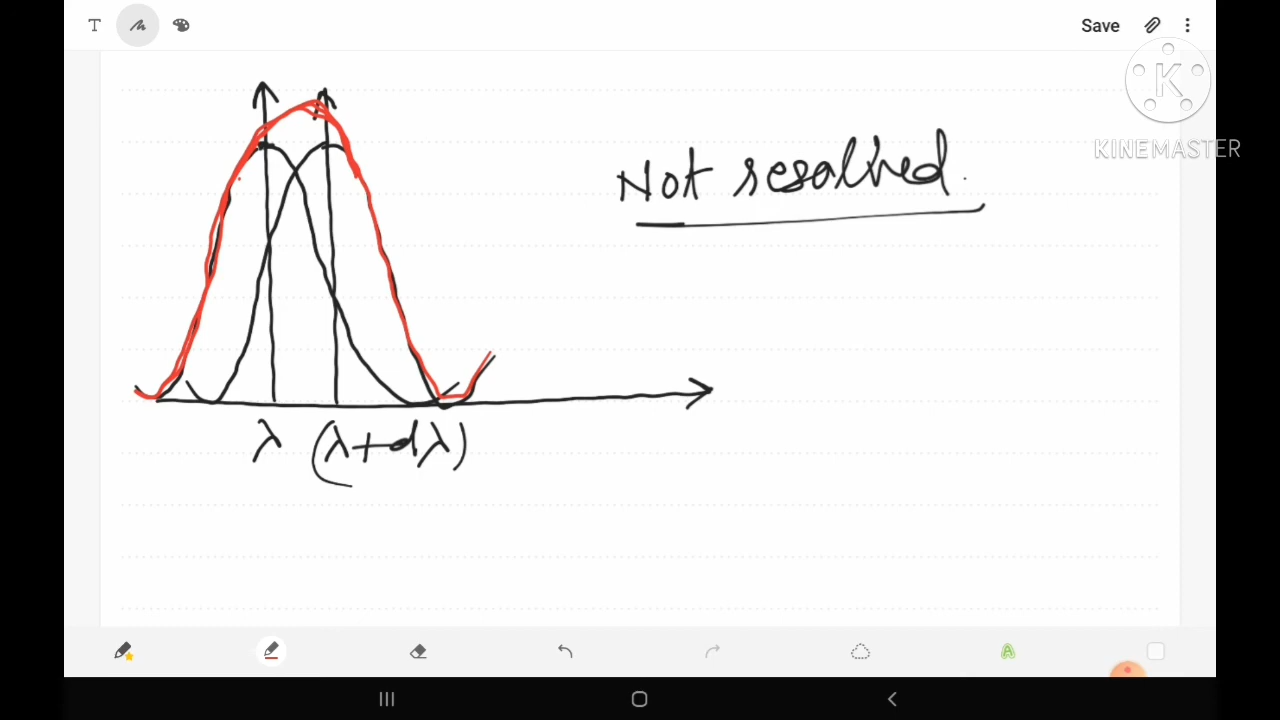 T
Save
K
KINEMASTER
Not resolved.
λ (λ+dλ)
A